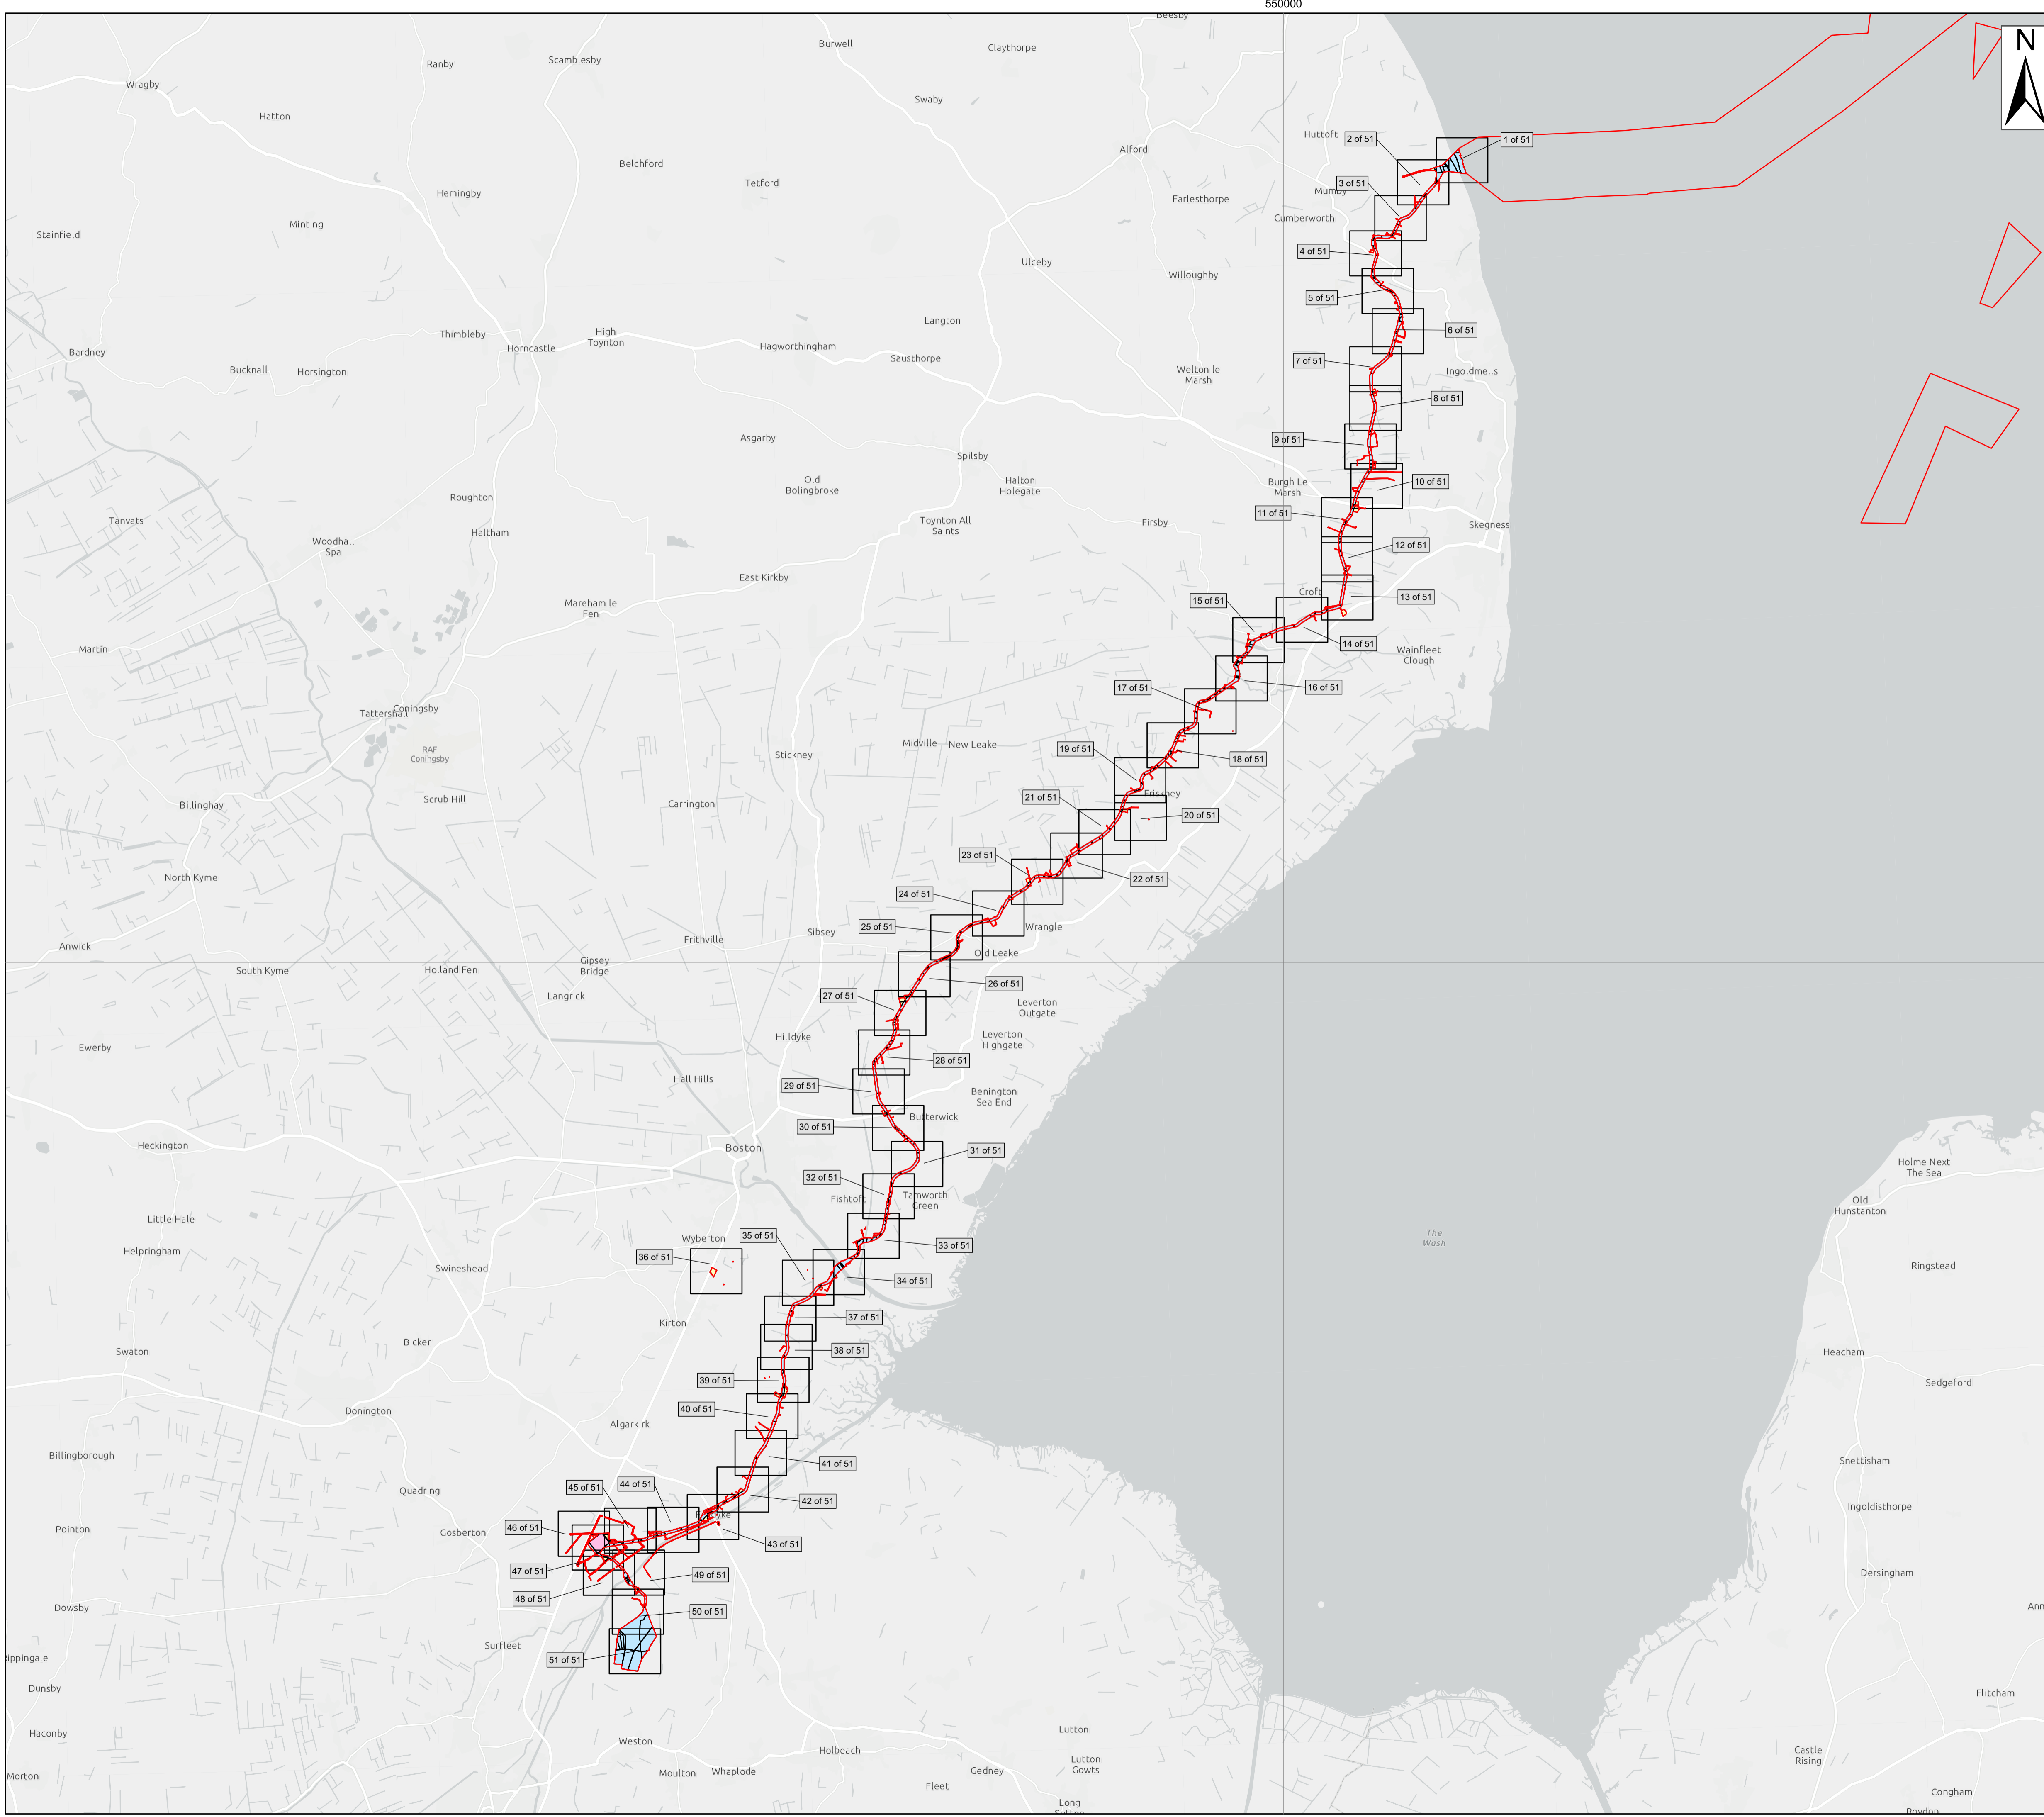 550000
Beesby
Burwell
Claythorpe
Scamblesby
Ranby
Wragby
Swaby
Hatton
Huttoft
2 of 51
1 of 51
Alford
Belchford
Tetford
3 of 51
Mumby
Hemingby
Farlesthorpe
Cumberworth
Minting
Stainfield
4 of 51
Ulceby
Willoughby
5 of 51
Langton
6 of 51
Thimbleby
High
Toynton
Horncastle
Hagworthingham
Sausthorpe
7 of 51
Bardney
Bucknall
Horsington
Welton le
Marsh
Ingoldmells
8 of 51
Asgarby
9 of 51
Spilsby
Old
Bolingbroke
Halton
Holegate
Burgh Le
Marsh
10 of 51
Roughton
11 of 51
Tanvats
Toynton All
Saints
Firsby
Skegness
Haltham
Woodhall
Spa
12 of 51
East Kirkby
Mareham le
Fen
Croft
13 of 51
15 of 51
14 of 51
Martin
Wainfleet
Clough
17 of 51
16 of 51
Coningsby
Tattershall
RAF
Coningsby
Stickney
Midville
New Leake
19 of 51
18 of 51
Scrub Hill
Billinghay
Carrington
21 of 51
Friskney
20 of 51
23 of 51
22 of 51
North Kyme
24 of 51
25 of 51
Wrangle
Sibsey
Frithville
Anwick
Old Leake
South Kyme
Holland Fen
Gipsey
Bridge
26 of 51
27 of 51
Langrick
Leverton
Outgate
Hilldyke
Leverton
Highgate
Ewerby
28 of 51
Hall Hills
29 of 51
Benington
Sea End
Butterwick
30 of 51
Heckington
Boston
31 of 51
Holme Next
The Sea
32 of 51
Fishtoft
Tamworth
Green
Old
Hunstanton
Little Hale
35 of 51
The
Wash
Wyberton
33 of 51
Helpringham
36 of 51
Swineshead
Ringstead
34 of 51
37 of 51
Kirton
Bicker
38 of 51
Swaton
Heacham
39 of 51
Sedgeford
Donington
40 of 51
Algarkirk
Billingborough
41 of 51
Snettisham
45 of 51
44 of 51
Quadring
42 of 51
Ingoldisthorpe
46 of 51
Pointon
Gosberton
43 of 51
47 of 51
49 of 51
Dersingham
48 of 51
Dowsby
50 of 51
Ann
Surfleet
51 of 51
ippingale
Dunsby
Flitcham
Haconby
Lutton
Weston
Holbeach
Castle
Rising
Lutton
Gowts
Morton
Moulton
Whaplode
Gedney
Fleet
Congham
Long
Sutton
Roydon
N